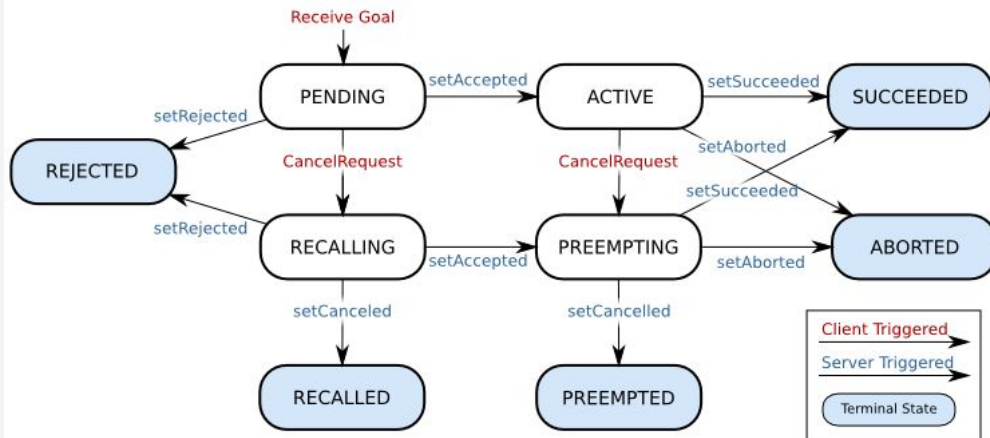 Receive Goal
PENDING
setAccepted
ACTIVE
setSucceeded
SUCCEEDED
setRejected
REJECTED
CancelRequest
CancelRequest
setAborted
setSucceeded
setRejected
RECALLING
setAccepted
PREEMPTING
setAborted
ABORTED
setCanceled
setCancelled
RECALLED
PREEMPTED
Client Triggered
Server Triggered
Terminal State